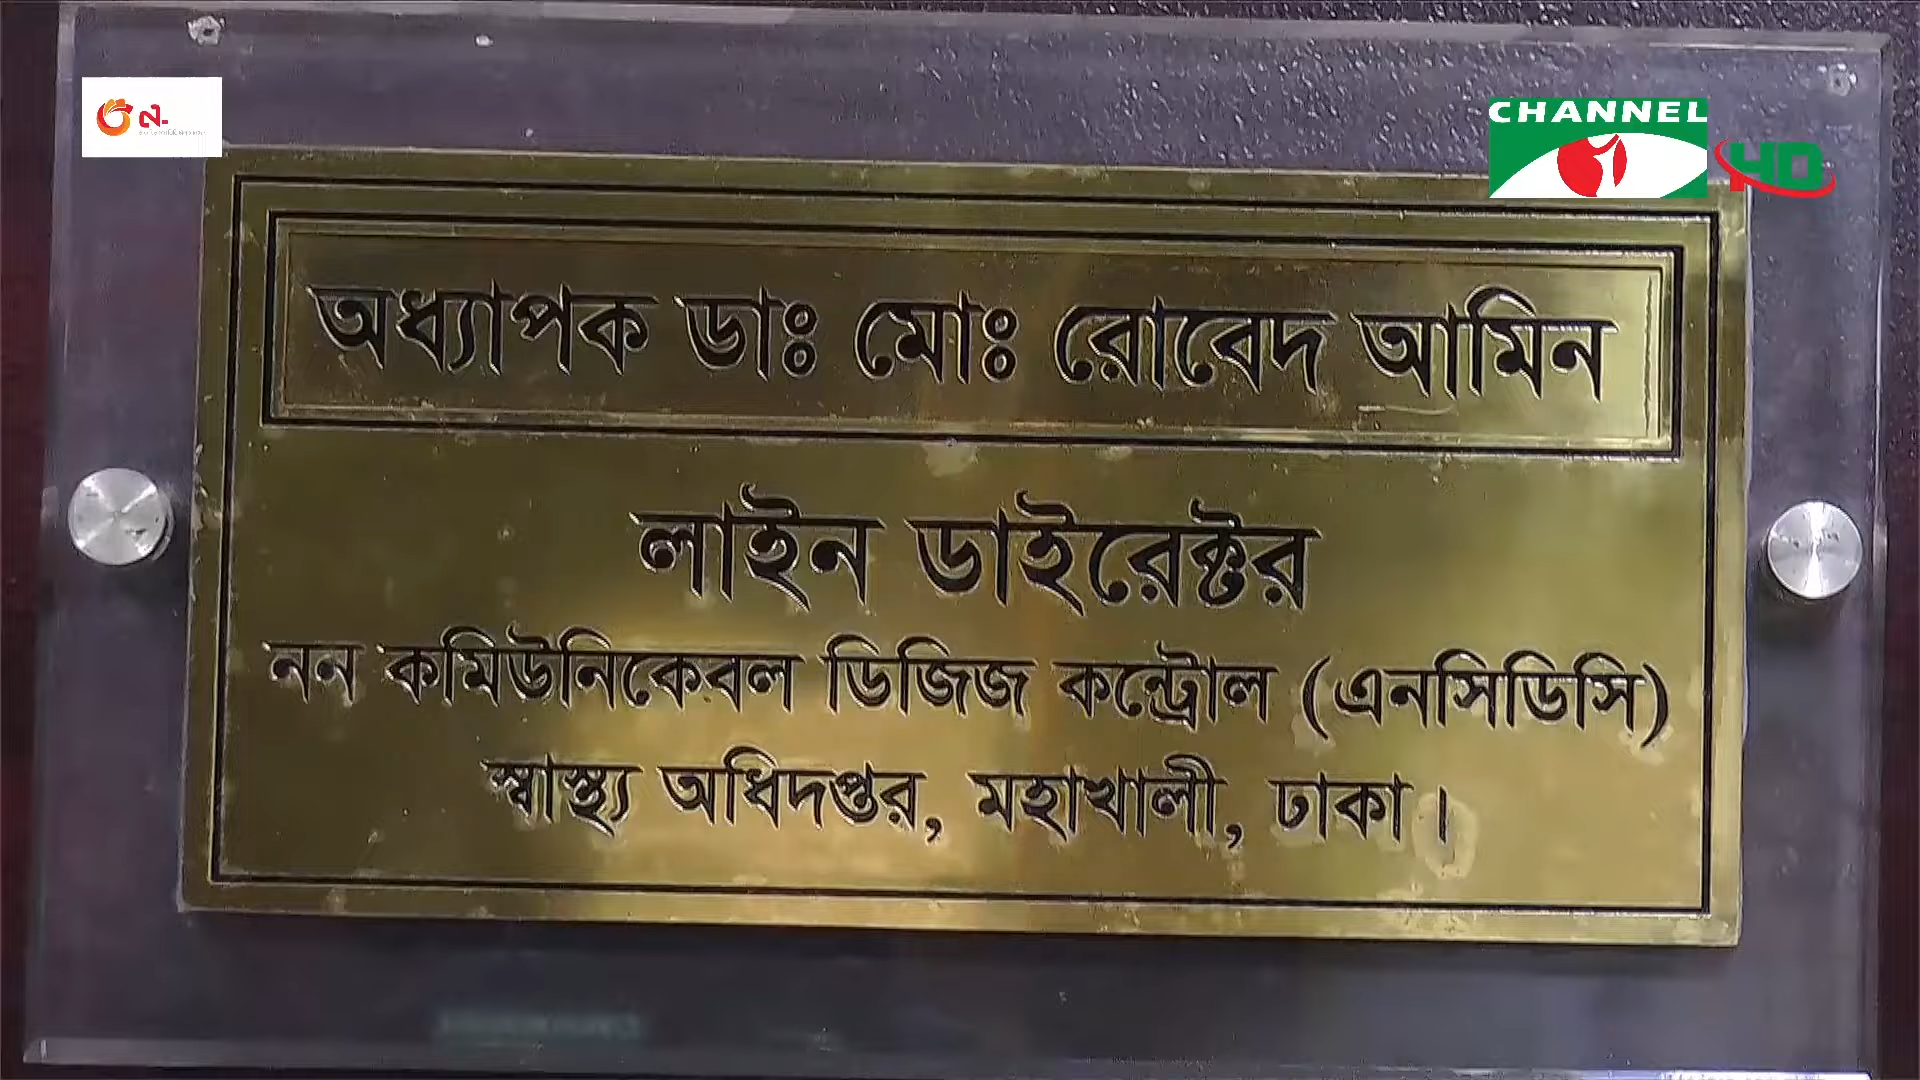 CHANNEL
HD
অধ্যাপক ডাঃ মোঃ রোবেদ আমিন
লাইন ডাইরেক্টর
নন কমিউনিকেবল ডিজিজ কন্ট্রোল (এনসিডিসি)
স্বাস্থ্য অধিদপ্তর, মহাখালী, ঢাকা।